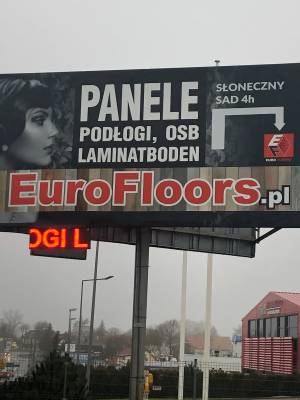 PANELE
PODŁOGI, OSB
LAMINATBODEN
SŁONECZNY
SAD 4h
EUROFLOORS.pl
OGI L